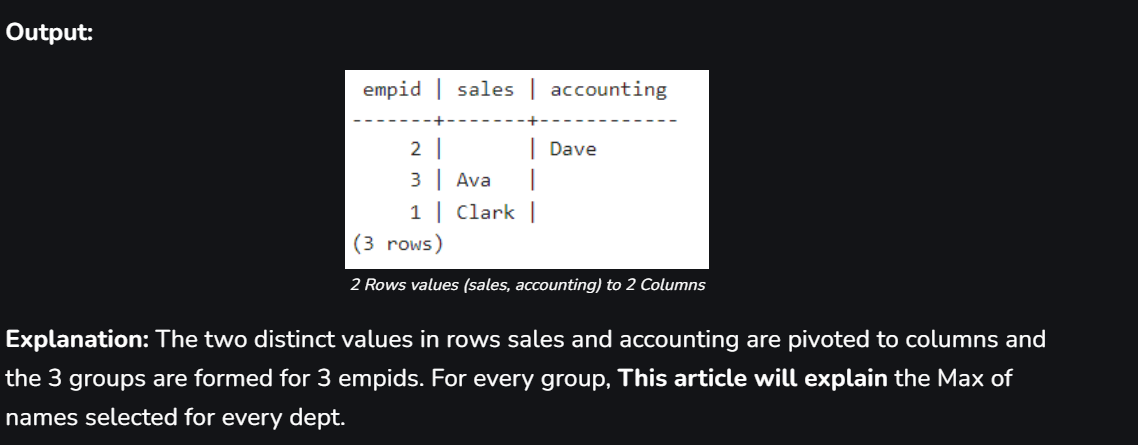 Output:
empid | sales | accounting
-------+-------+------------
2 | | Dave
3 | Ava |
1 | Clark |
(3 rows)
2 Rows values (sales, accounting) to 2 Columns
Explanation: The two distinct values in rows sales and accounting are pivoted to columns and
the 3 groups are formed for 3 empids. For every group, This article will explain the Max of
names selected for every dept.